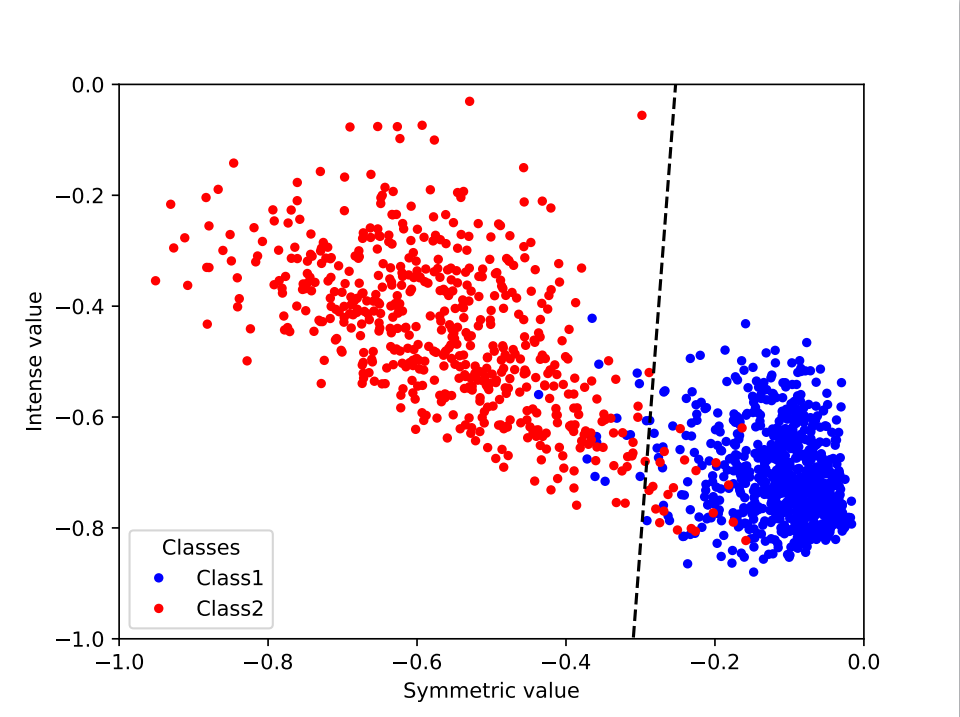 0.0
−0.2
−0.4
−0.6
−0.8
−1.0
Intense value
Classes
Class1
Class2
−1.0 −0.8 −0.6 −0.4 −0.2 0.0
Symmetric value